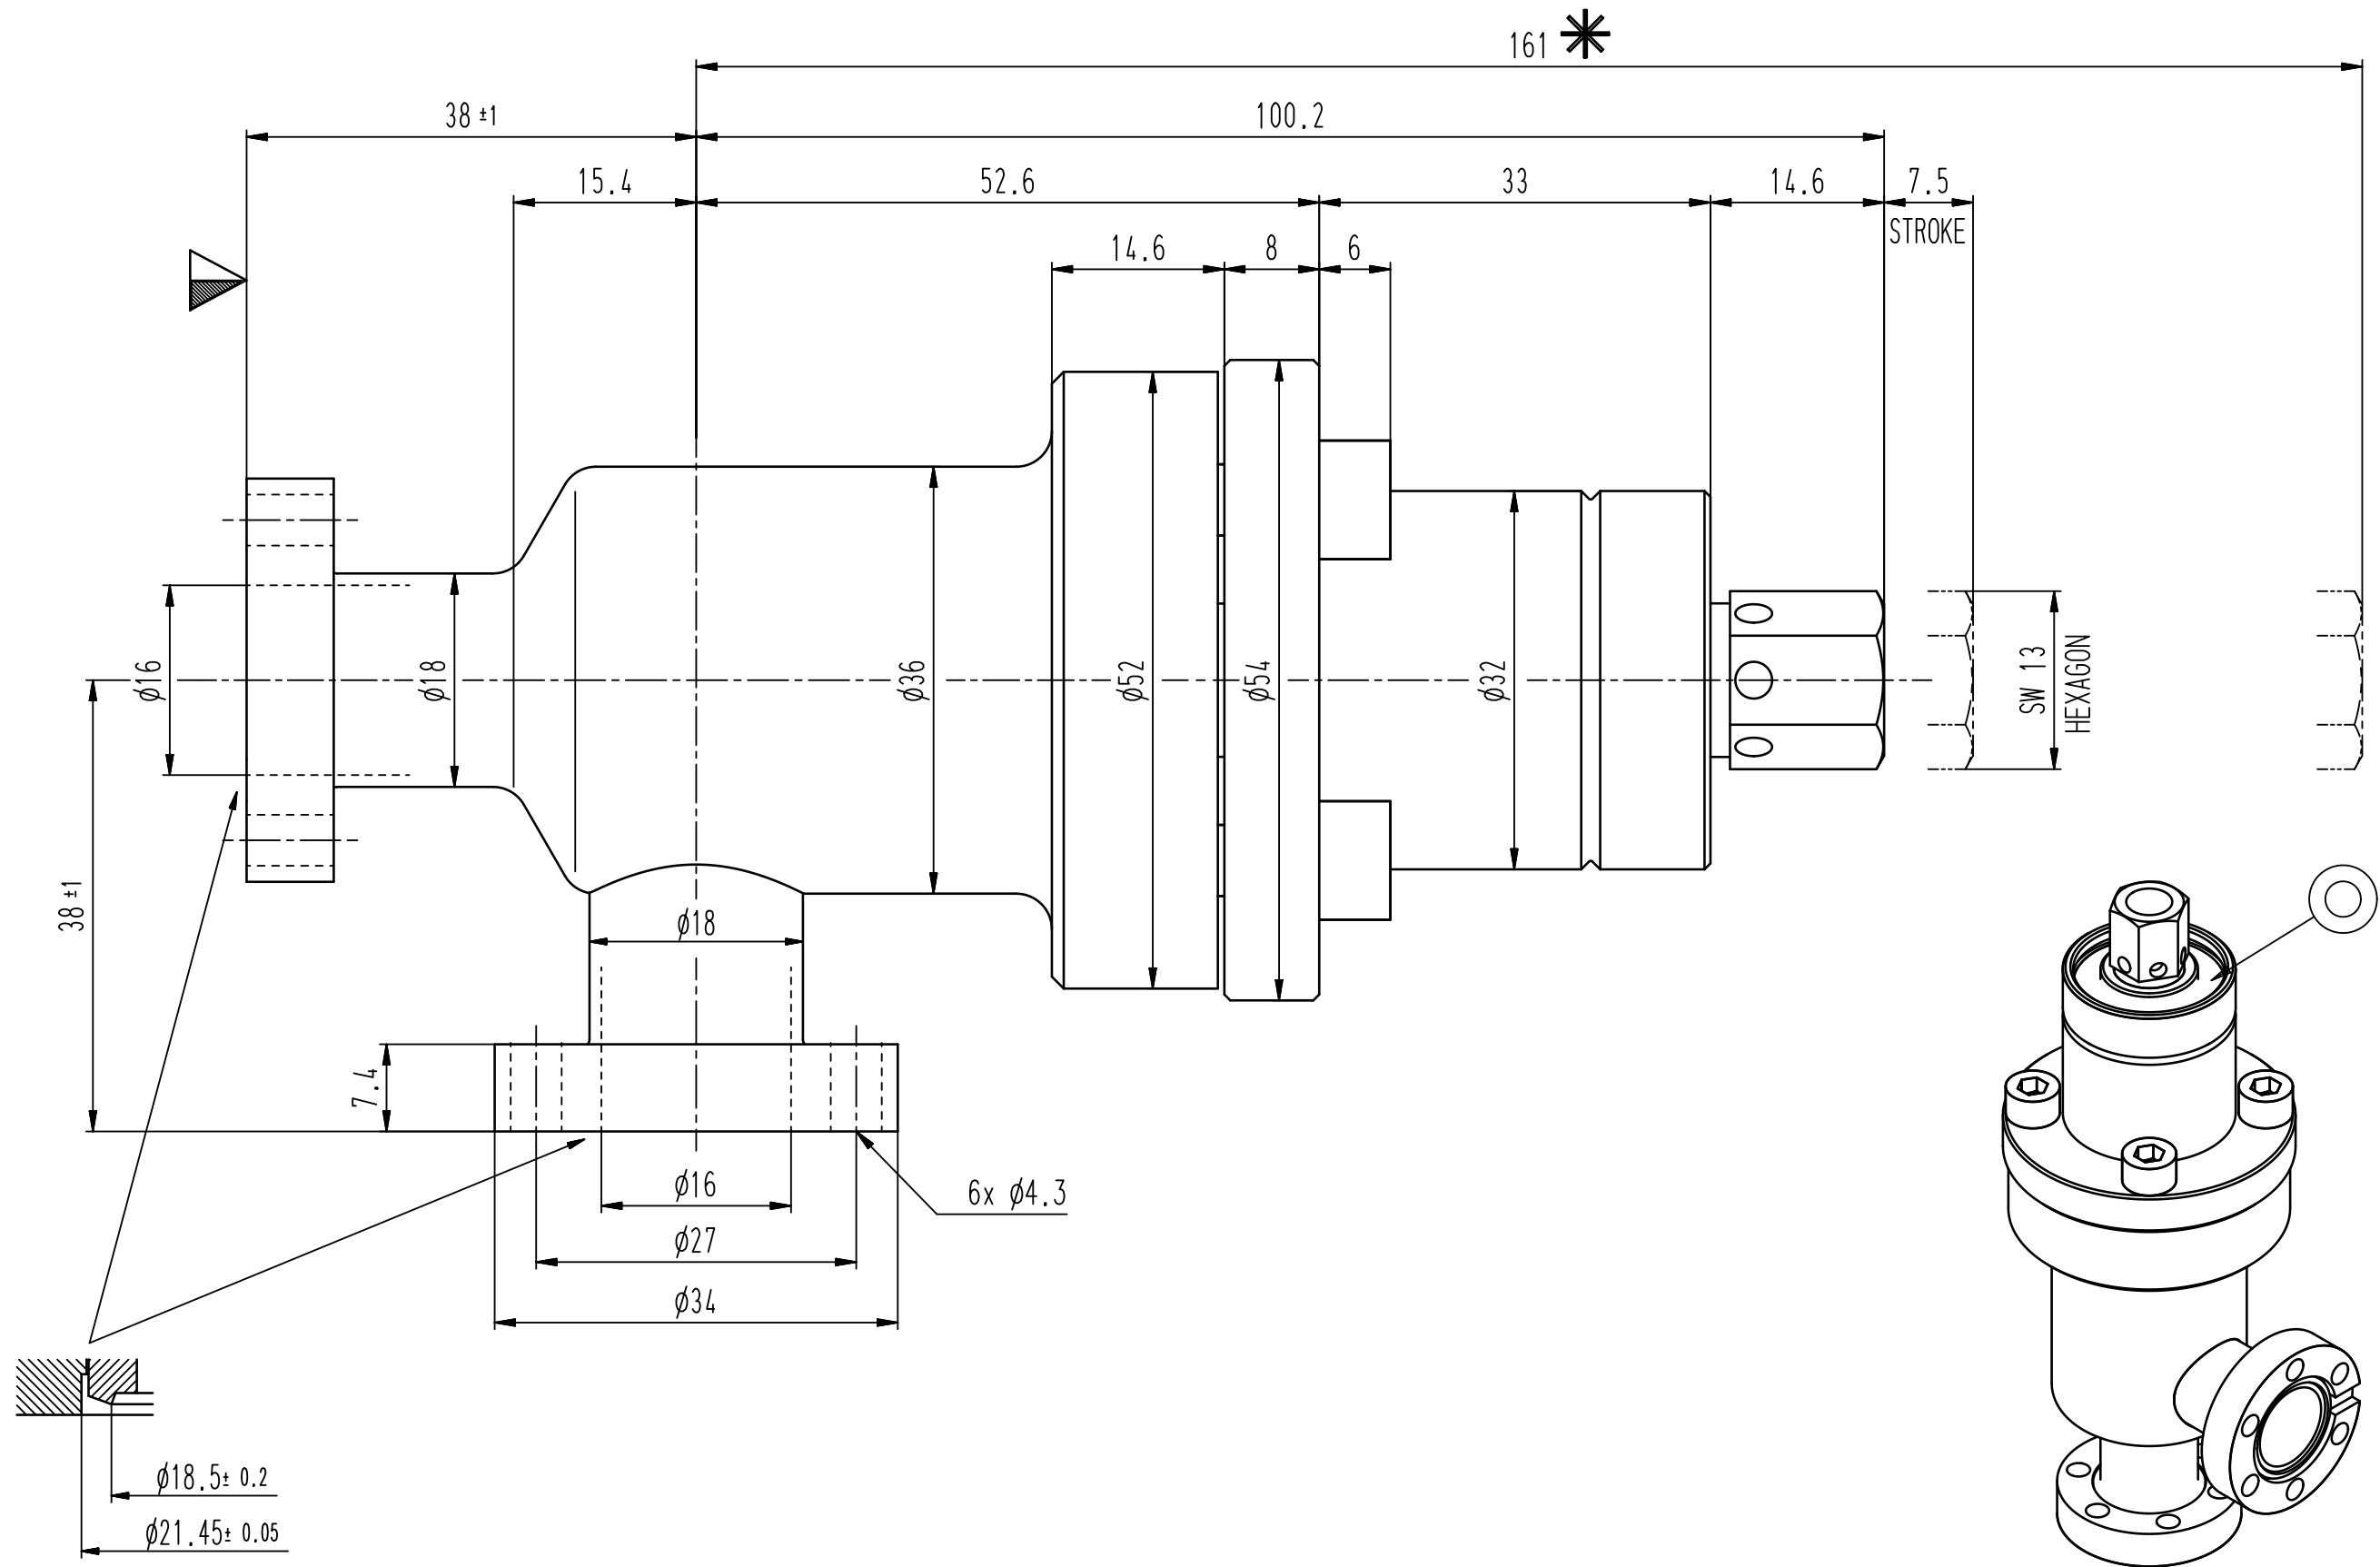 161
38 ±1
100.2
15.4
52.6
33
14.6
7.5
STROKE
14.6
8
6
ø16
ø18
ø36
ø52
ø54
ø32
SW 13
HEXAGON
38 ±1
ø18
7.4
ø16
6x ø4.3
ø27
ø34
ø18.5± 0.2
ø21.45± 0.05